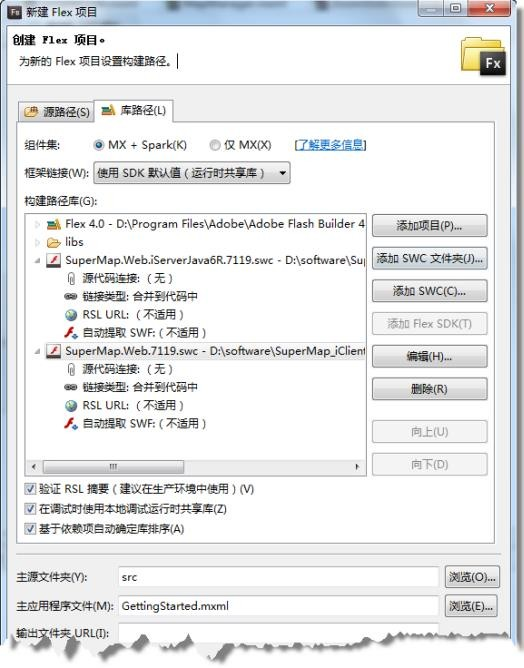 Fx 新建 Flex 项目
创建 Flex 项目。
为新的 Flex 项目设置构建路径。
Fx
源路径(S) 库路径(L)
组件集: MX + Spark(K) 仅 MX(X) [了解更多信息]
框架链接(W): 使用 SDK 默认值（运行时共享库）
构建路径库(G):
Flex 4.0 - D:\Program Files\Adobe\Adobe Flash Builder 4 添加项目(P)...
libs
SuperMap.Web.iServerJava6R.7119.swc - D:\software\Su 添加 SWC 文件夹(J)...
源代码连接: （无）
链接类型: 合并到代码中 添加 SWC(C)...
RSL URL: （不适用） 添加 Flex SDK(T)
自动提取 SWF: （不适用）
SuperMap.Web.7119.swc - D:\software\SuperMap_iClient 编辑(H)...
源代码连接: （无）
链接类型: 合并到代码中 删除(R)
RSL URL: （不适用）
自动提取 SWF: （不适用） 向上(U)
向下(D)
验证 RSL 摘要（建议在生产环境中使用）(V)
在调试时使用本地调试运行时共享库(Z)
基于依赖项自动确定库排序(A)
主源文件夹(Y): src 浏览(O)...
主应用程序文件(M): GettingStarted.mxml 浏览(E)...
输出文件夹 URL(I):